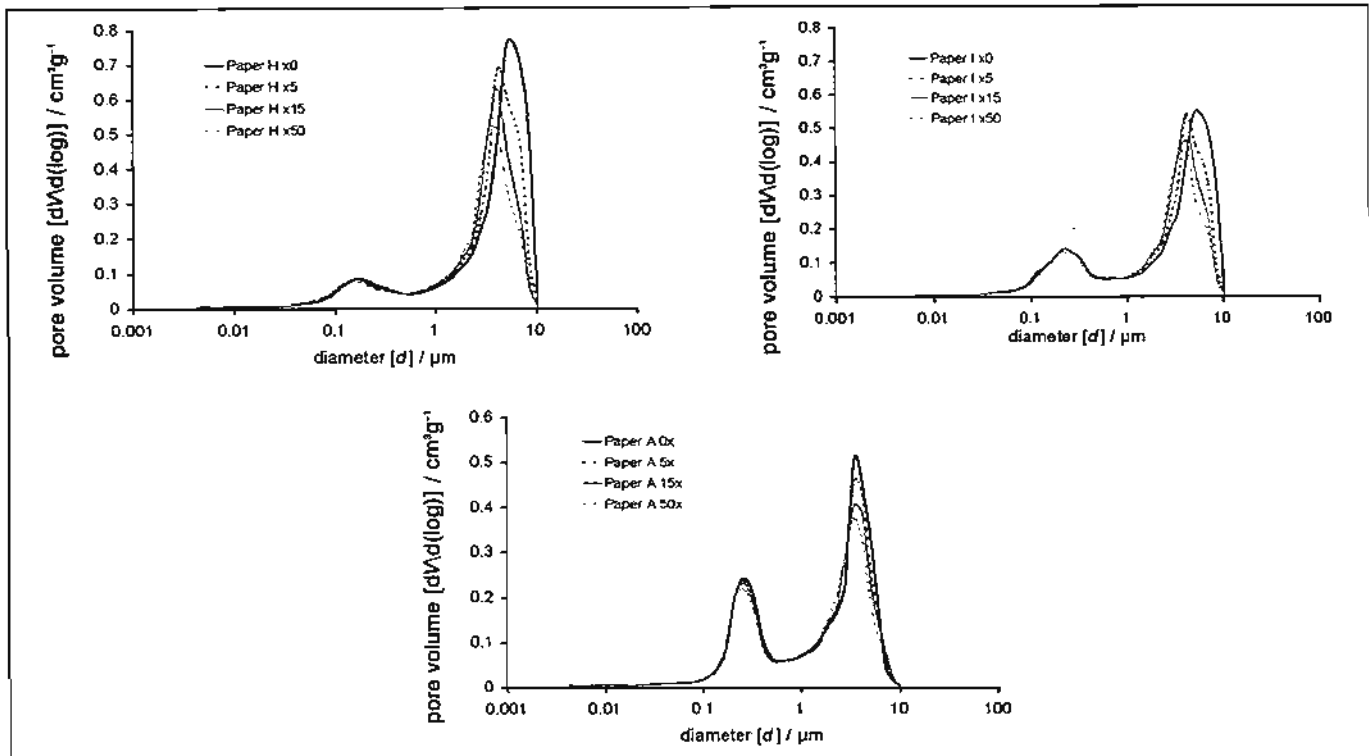 0.8
0.7
0.6
0.5
0.4
0.3
0.2
0.1
0
pore volume [dV\d(log)] / cm³g⁻¹
Paper H x0
Paper H x5
Paper H x15
Paper H x50
0.001 0.01 0.1 1 10 100
diameter [d] / µm
0.8
0.7
0.6
0.5
0.4
0.3
0.2
0.1
0
pore volume [dV\d(log)] / cm³g⁻¹
Paper I x0
Paper I x5
Paper I x15
Paper I x50
0.001 0.01 0.1 1 10 100
diameter [d] / µm
0.6
0.5
0.4
0.3
0.2
0.1
0
pore volume [dV\d(log)] / cm³g⁻¹
Paper A 0x
Paper A 5x
Paper A 15x
Paper A 50x
0.001 0.01 0 1 1 10 100
diameter [d] / µm